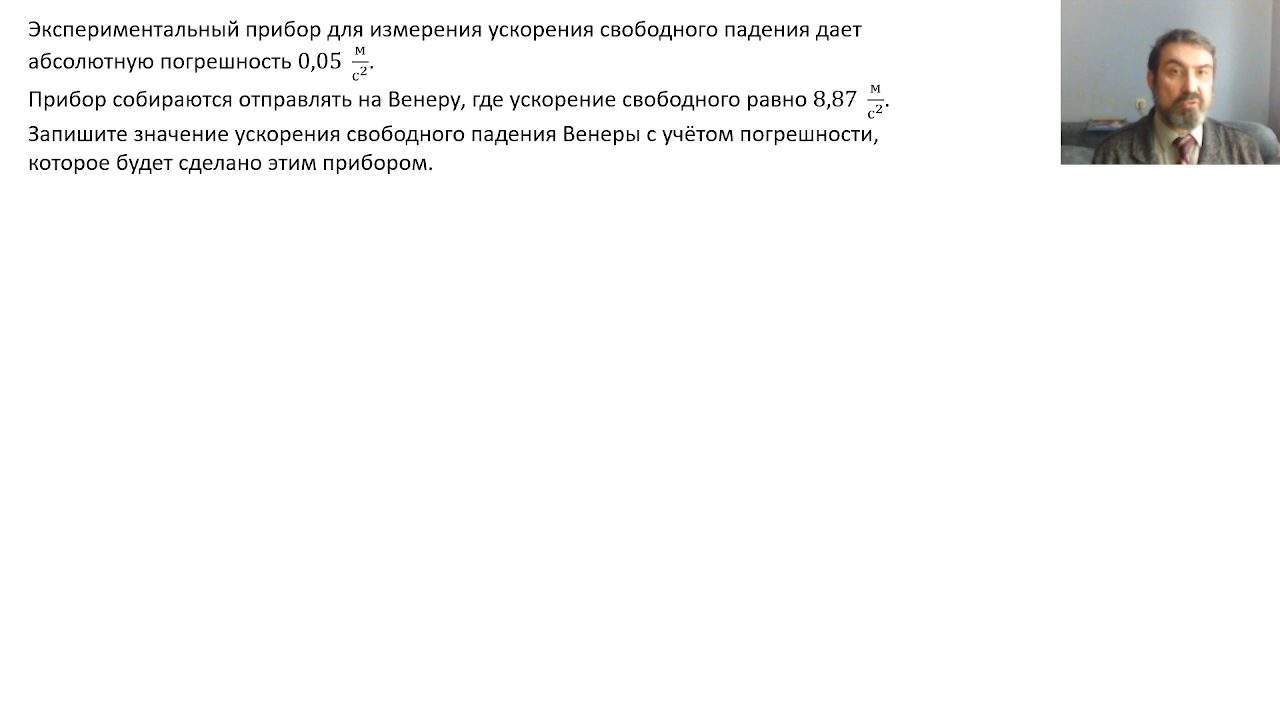 Экспериментальный прибор для измерения ускорения свободного падения дает
абсолютную погрешность 0,05 м/с².
Прибор собираются отправлять на Венеру, где ускорение свободного равно 8,87 м/с².
Запишите значение ускорения свободного падения Венеры с учётом погрешности,
которое будет сделано этим прибором.